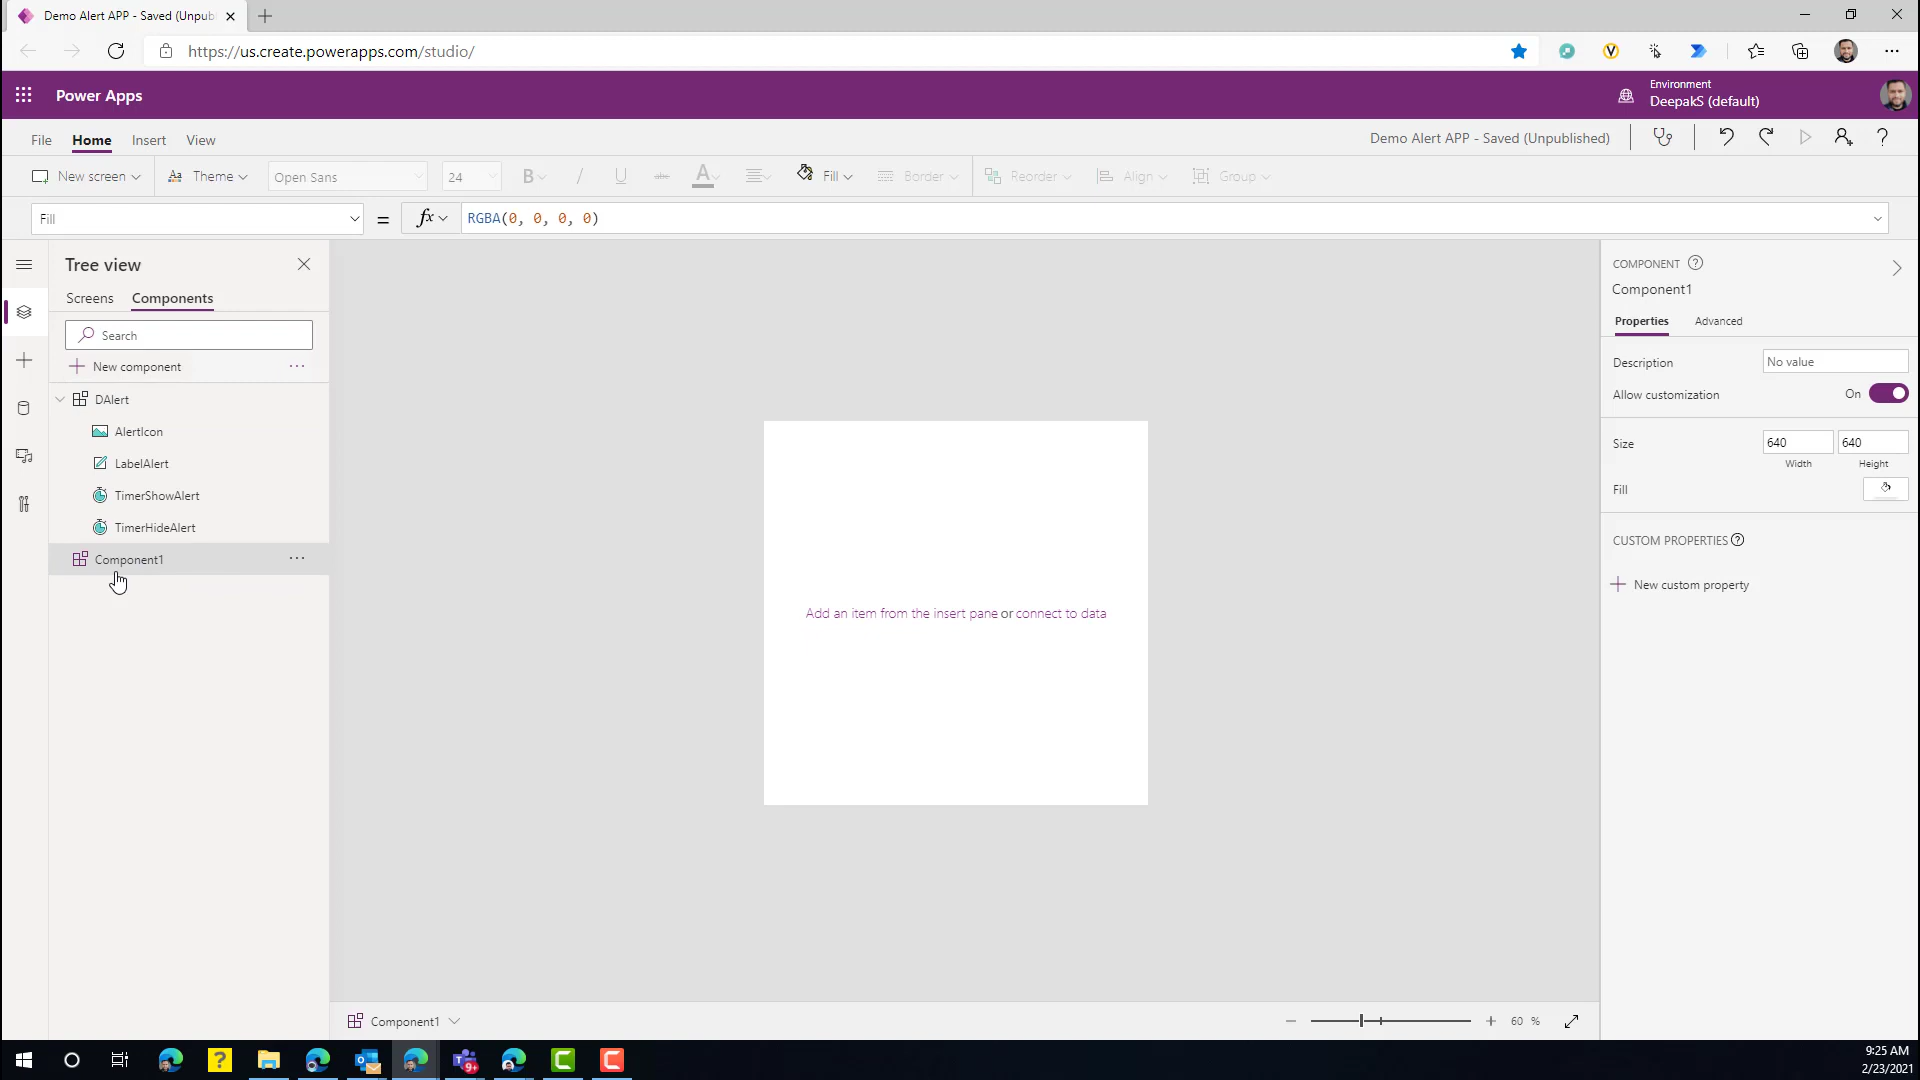 Demo Alert APP - Saved (Unpub
https://us.create.powerapps.com/studio/
Power Apps
Environment
DeepakS (default)
File Home Insert View
Demo Alert APP - Saved (Unpublished)
New screen Theme Open Sans 24 B / U abc A Fill Border Reorder Align Group
Fill = fx RGBA(0, 0, 0, 0)
Tree view
Screens Components
Search
New component
DAlert
AlertIcon
LabelAlert
TimerShowAlert
TimerHideAlert
Component1
Add an item from the insert pane or connect to data
COMPONENT
Component1
Properties Advanced
Description No value
Allow customization On
Size 640 640
Width Height
Fill
CUSTOM PROPERTIES
New custom property
Component1
60 %
9+
9:25 AM
2/23/2021